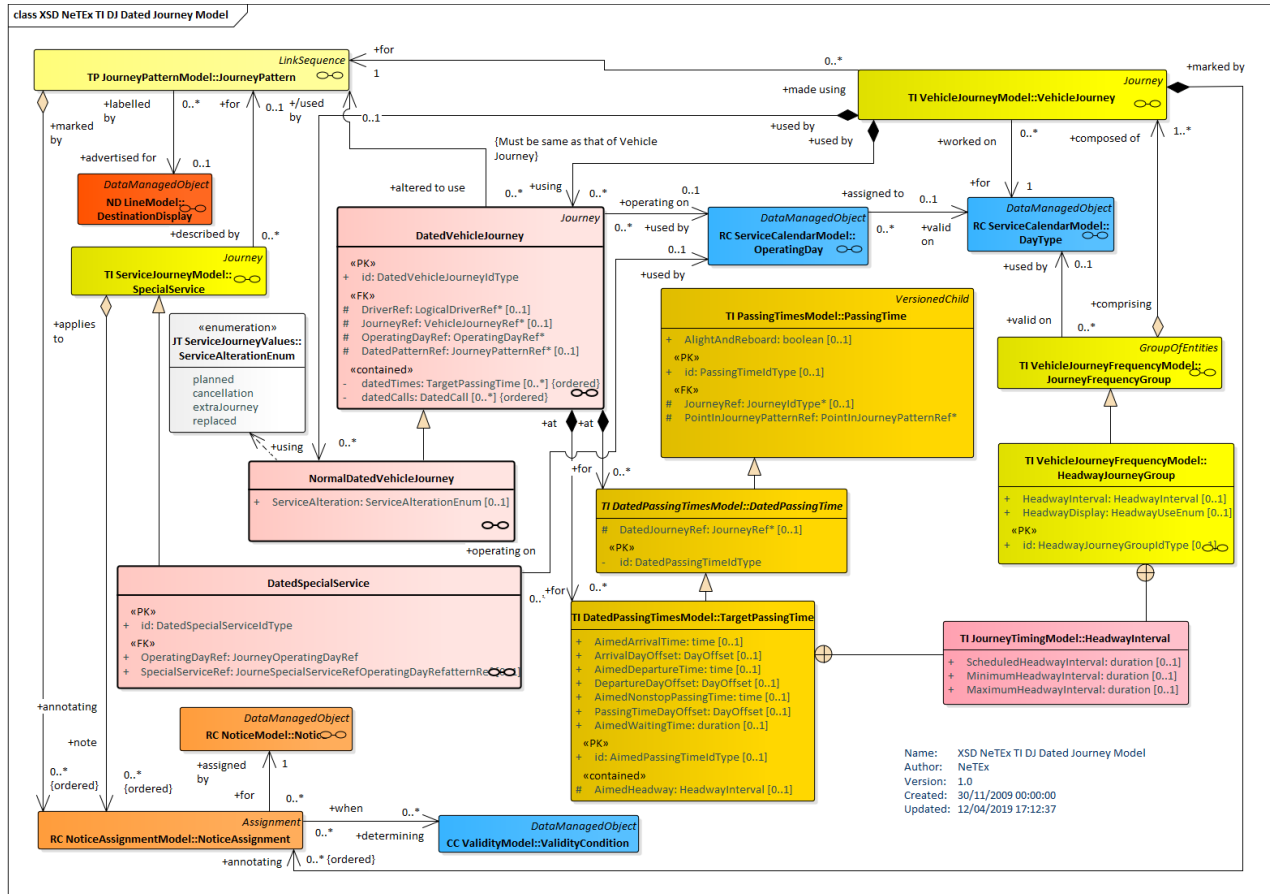 class XSD NeTEx TI DJ Dated Journey Model
LinkSequence
TP JourneyPatternModel::JourneyPattern
+for
1
0..*
+marked by
Journey
TI VehicleJourneyModel::VehicleJourney
+made using
+used by
+used by
0..*
+composed of
1..*
+worked on
+labelled by
0..*
+for
0..1
+/used by
0..1
+marked by
+advertised for
0..1
{Must be same as that of Vehicle Journey}
+altered to use
+using
0..*
0..*
DataManagedObject
ND LineModel::
DestinationDisplay
+described by
0..*
Journey
TI ServiceJourneyModel::
SpecialService
+applies to
Journey
DatedVehicleJourney
«PK»
+ id: DatedVehicleJourneyIdType
«FK»
# DriverRef: LogicalDriverRef* [0..1]
# JourneyRef: VehicleJourneyRef* [0..1]
# OperatingDayRef: OperatingDayRef*
# DatedPatternRef: JourneyPatternRef* [0..1]
«contained»
- datedTimes: TargetPassingTime [0..*] {ordered}
- datedCalls: DatedCall [0..*] {ordered}
+operating on
0..1
0..*
+used by
0..1
+used by
DataManagedObject
RC ServiceCalendarModel::
OperatingDay
+assigned to
0..1
0..*
+valid on
+for
1
DataManagedObject
RC ServiceCalendarModel::
DayType
+used by
0..1
+comprising
+valid on
0..*
GroupOfEntities
TI VehicleJourneyFrequencyModel::
JourneyFrequencyGroup
«enumeration»
JT ServiceJourneyValues::
ServiceAlterationEnum
planned
cancellation
extraJourney
replaced
VersionedChild
TI PassingTimesModel::PassingTime
+ AlightAndReboard: boolean [0..1]
«PK»
+ id: PassingTimeIdType [0..1]
«FK»
# JourneyRef: JourneyIdType* [0..1]
# PointInJourneyPatternRef: PointInJourneyPatternRef*
+using
0..*
+at
+at
+for
0..*
NormalDatedVehicleJourney
+ ServiceAlteration: ServiceAlterationEnum [0..1]
TI VehicleJourneyFrequencyModel::
HeadwayJourneyGroup
+ HeadwayInterval: HeadwayInterval [0..1]
+ HeadwayDisplay: HeadwayUseEnum [0..1]
«PK»
+ id: HeadwayJourneyGroupIdType [0..1]
TI DatedPassingTimesModel::DatedPassingTime
# DatedJourneyRef: JourneyRef* [0..1]
«PK»
- id: DatedPassingTimeIdType
+operating on
0..*
+for
0..*
DatedSpecialService
«PK»
+ id: DatedSpecialServiceIdType
«FK»
+ OperatingDayRef: JourneyOperatingDayRef
+ SpecialServiceRef: JourneSpecialServiceRefOperatingDayRefatternRef [0..1]
TI DatedPassingTimesModel::TargetPassingTime
+ AimedArrivalTime: time [0..1]
+ ArrivalDayOffset: DayOffset [0..1]
+ AimedDepartureTime: time [0..1]
+ DepartureDayOffset: DayOffset [0..1]
+ AimedNonstopPassingTime: time [0..1]
+ PassingTimeDayOffset: DayOffset [0..1]
+ AimedWaitingTime: duration [0..1]
«PK»
+ id: AimedPassingTimeIdType [0..1]
«contained»
# AimedHeadway: HeadwayInterval [0..1]
TI JourneyTimingModel::HeadwayInterval
+ ScheduledHeadwayInterval: duration [0..1]
+ MinimumHeadwayInterval: duration [0..1]
+ MaximumHeadwayInterval: duration [0..1]
+annotating
+note
0..*
{ordered}
0..*
{ordered}
DataManagedObject
RC NoticeModel::Notice
+assigned by
1
+for
0..*
Assignment
RC NoticeAssignmentModel::NoticeAssignment
+when
0..*
0..*
+determining
+annotating
0..* {ordered}
DataManagedObject
CC ValidityModel::ValidityCondition
Name: XSD NeTEx TI DJ Dated Journey Model
Author: NeTEx
Version: 1.0
Created: 30/11/2009 00:00:00
Updated: 12/04/2019 17:12:37